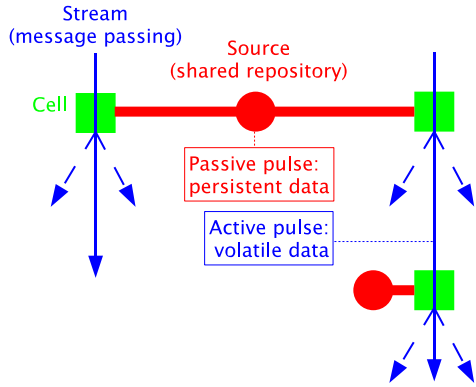 Stream
(message passing)
Source
(shared repository)
Cell
Passive pulse:
persistent data
Active pulse:
volatile data